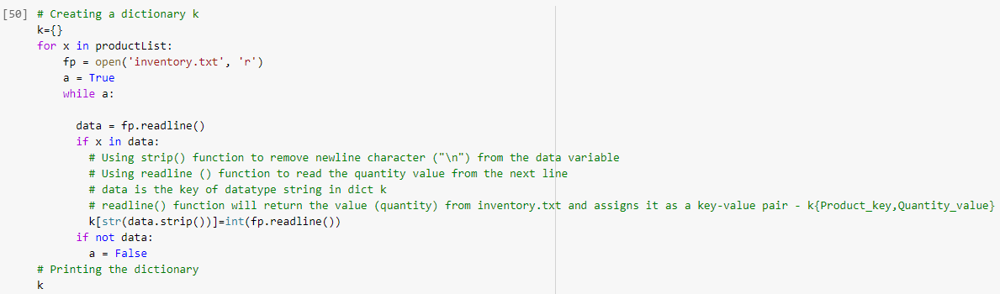 [50] # Creating a dictionary k
k={}
for x in productList:
    fp = open('inventory.txt', 'r')
    a = True
    while a:

      data = fp.readline()
      if x in data:
        # Using strip() function to remove newline character ("\n") from the data variable
        # Using readline () function to read the quantity value from the next line
        # data is the key of datatype string in dict k
        # readline() function will return the value (quantity) from inventory.txt and assigns it as a key-value pair - k{Product_key,Quantity_value}
        k[str(data.strip())]=int(fp.readline())
      if not data:
        a = False
# Printing the dictionary
k